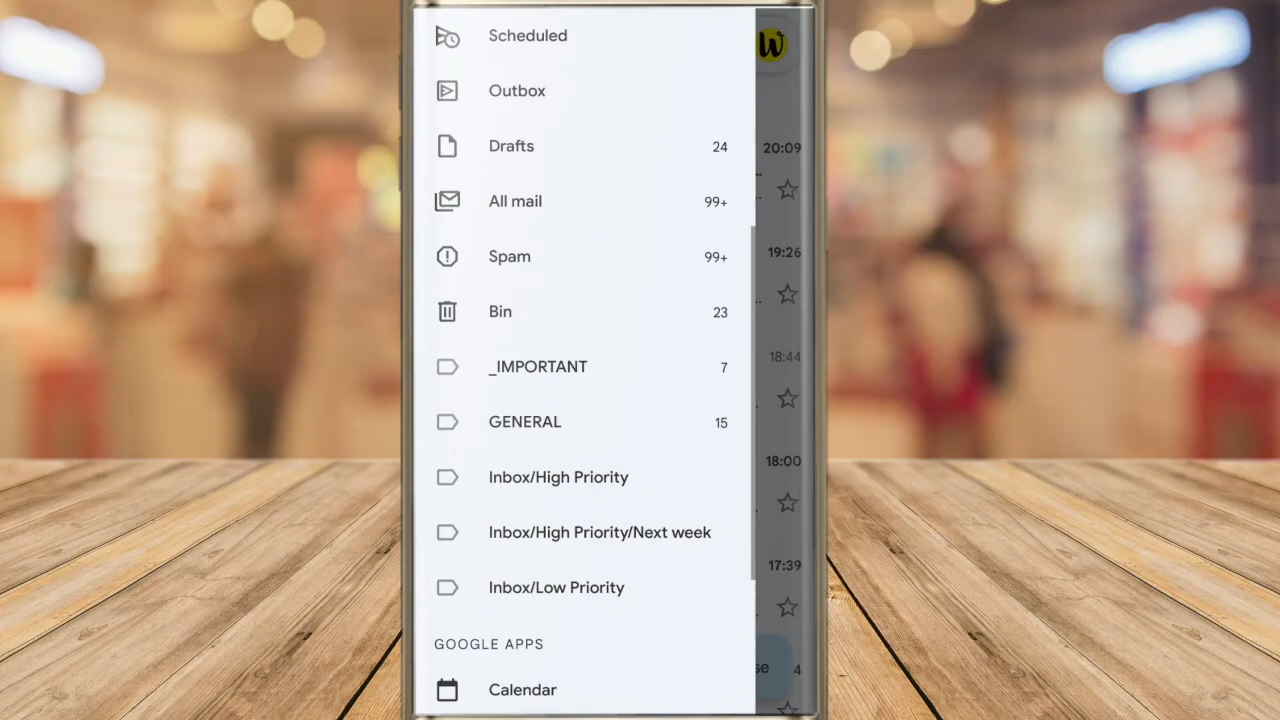 Scheduled
W
Outbox
Drafts 24
20:09
All mail 99+
Spam 99+
19:26
Bin 23
18:44
_IMPORTANT 7
GENERAL 15
18:00
Inbox/High Priority
Inbox/High Priority/Next week
17:39
Inbox/Low Priority
GOOGLE APPS
se 4
Calendar